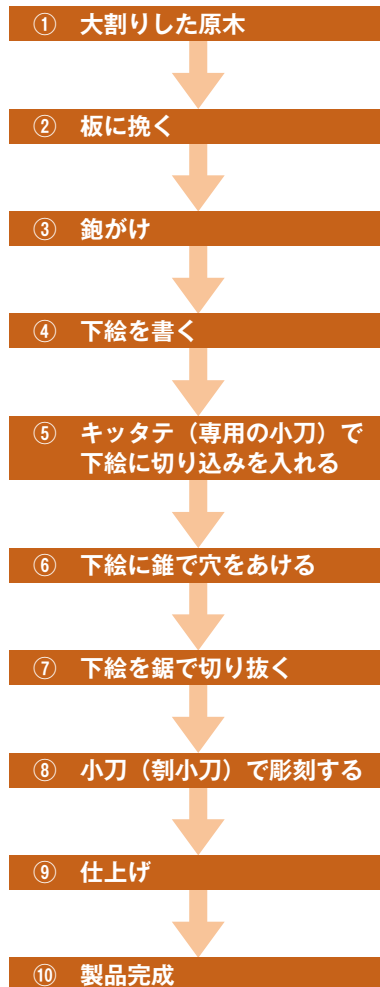 ① 大割りした原木
② 板に挽く
③ 鉋がけ
④ 下絵を書く
⑤ キッタテ（専用の小刀）で
下絵に切り込みを入れる
⑥ 下絵に錐で穴をあける
⑦ 下絵を鋸で切り抜く
⑧ 小刀（刳小刀）で彫刻する
⑨ 仕上げ
⑩ 製品完成